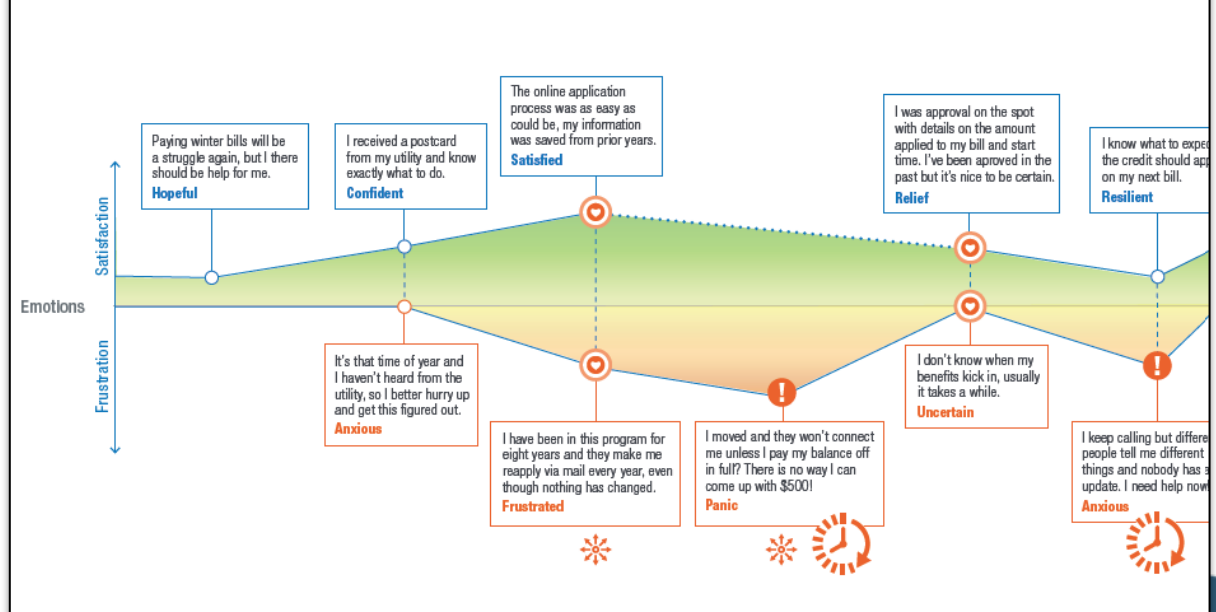 The online application
process was as easy as
could be, my information
was saved from prior years.
Satisfied
I was approval on the spot
with details on the amount
applied to my bill and start
time. I've been aproved in the
past but it's nice to be certain.
Relief
Paying winter bills will be
a struggle again, but I there
should be help for me.
Hopeful
I received a postcard
from my utility and know
exactly what to do.
Confident
I know what to expec
the credit should app
on my next bill.
Resilient
Satisfaction
Emotions
Frustration
It's that time of year and
I haven't heard from the
utility, so I better hurry up
and get this figured out.
Anxious
I have been in this program for
eight years and they make me
reapply via mail every year, even
though nothing has changed.
Frustrated
I moved and they won't connect
me unless I pay my balance off
in full? There is no way I can
come up with $500!
Panic
I don't know when my
benefits kick in, usually
it takes a while.
Uncertain
I keep calling but differe
people tell me different
things and nobody has
update. I need help now
Anxious